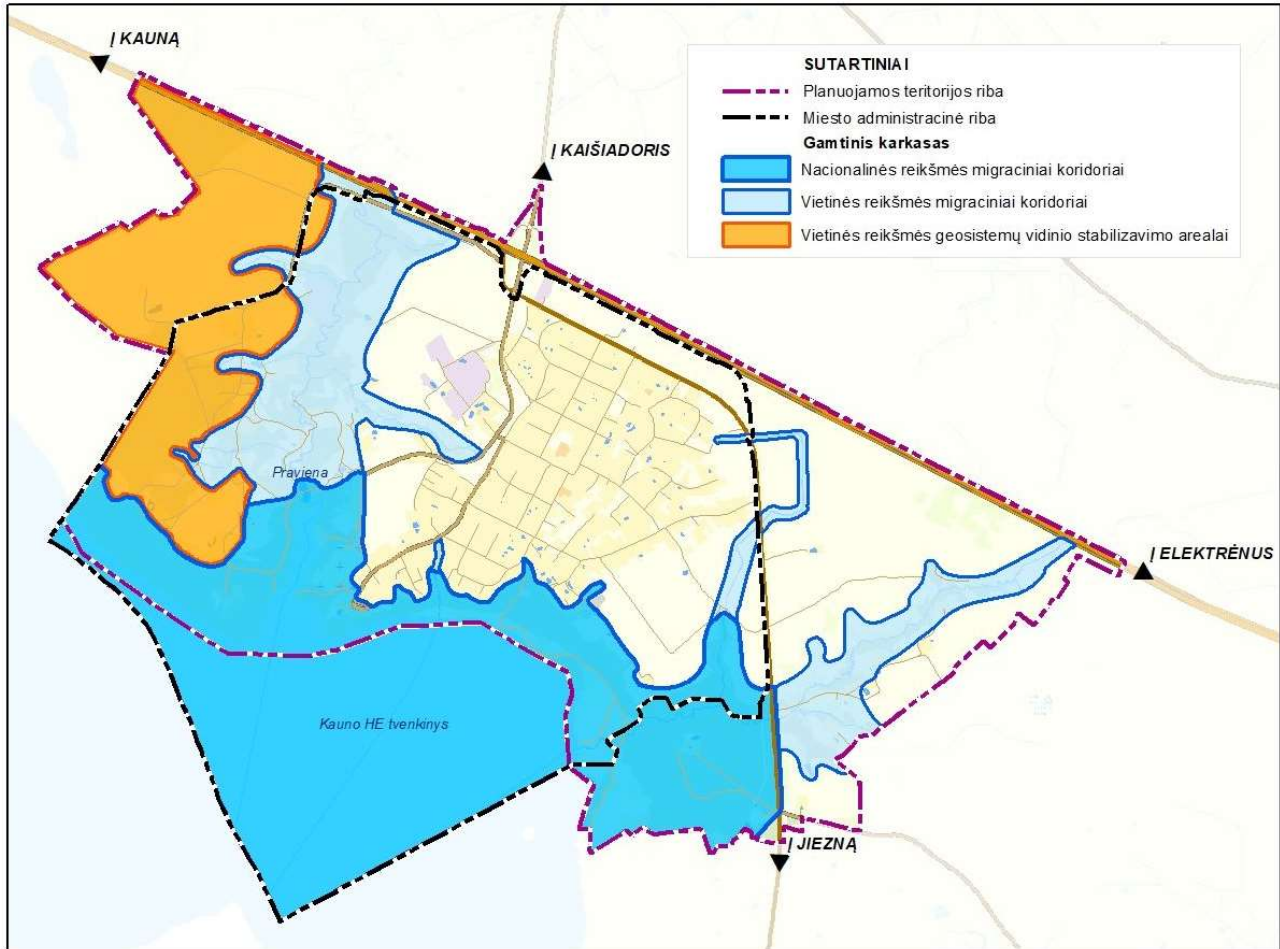 Į KAUNĄ
SUTARTINIAI
Planuojamos teritorijos riba
Miesto administracinė riba
Gamtinis karkasas
Nacionalinės reikšmės migraciniai koridoriai
Vietinės reikšmės migraciniai koridoriai
Vietinės reikšmės geosistemų vidinio stabilizavimo arealai
Į KAIŠIADORIS
Praviena
Į ELEKTRĖNUS
Kauno HE tvenkinys
Į JIEZNĄ